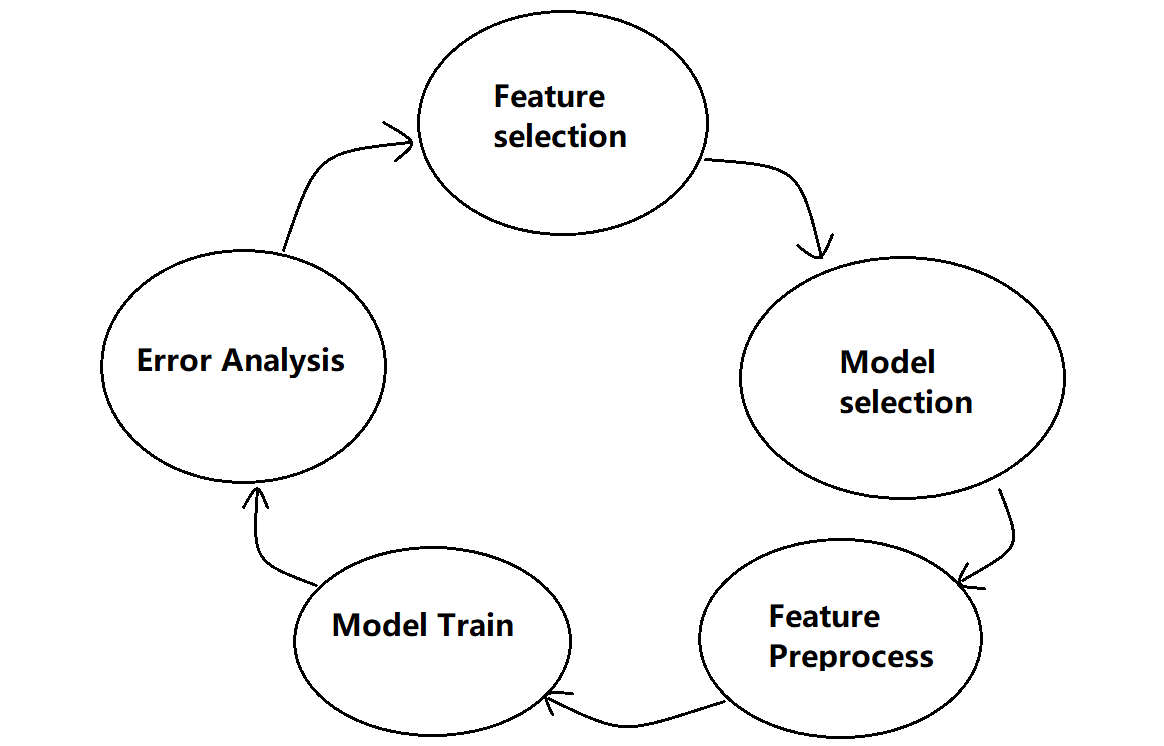 Feature
selection
Error Analysis
Model
selection
Model Train
Feature
Preprocess